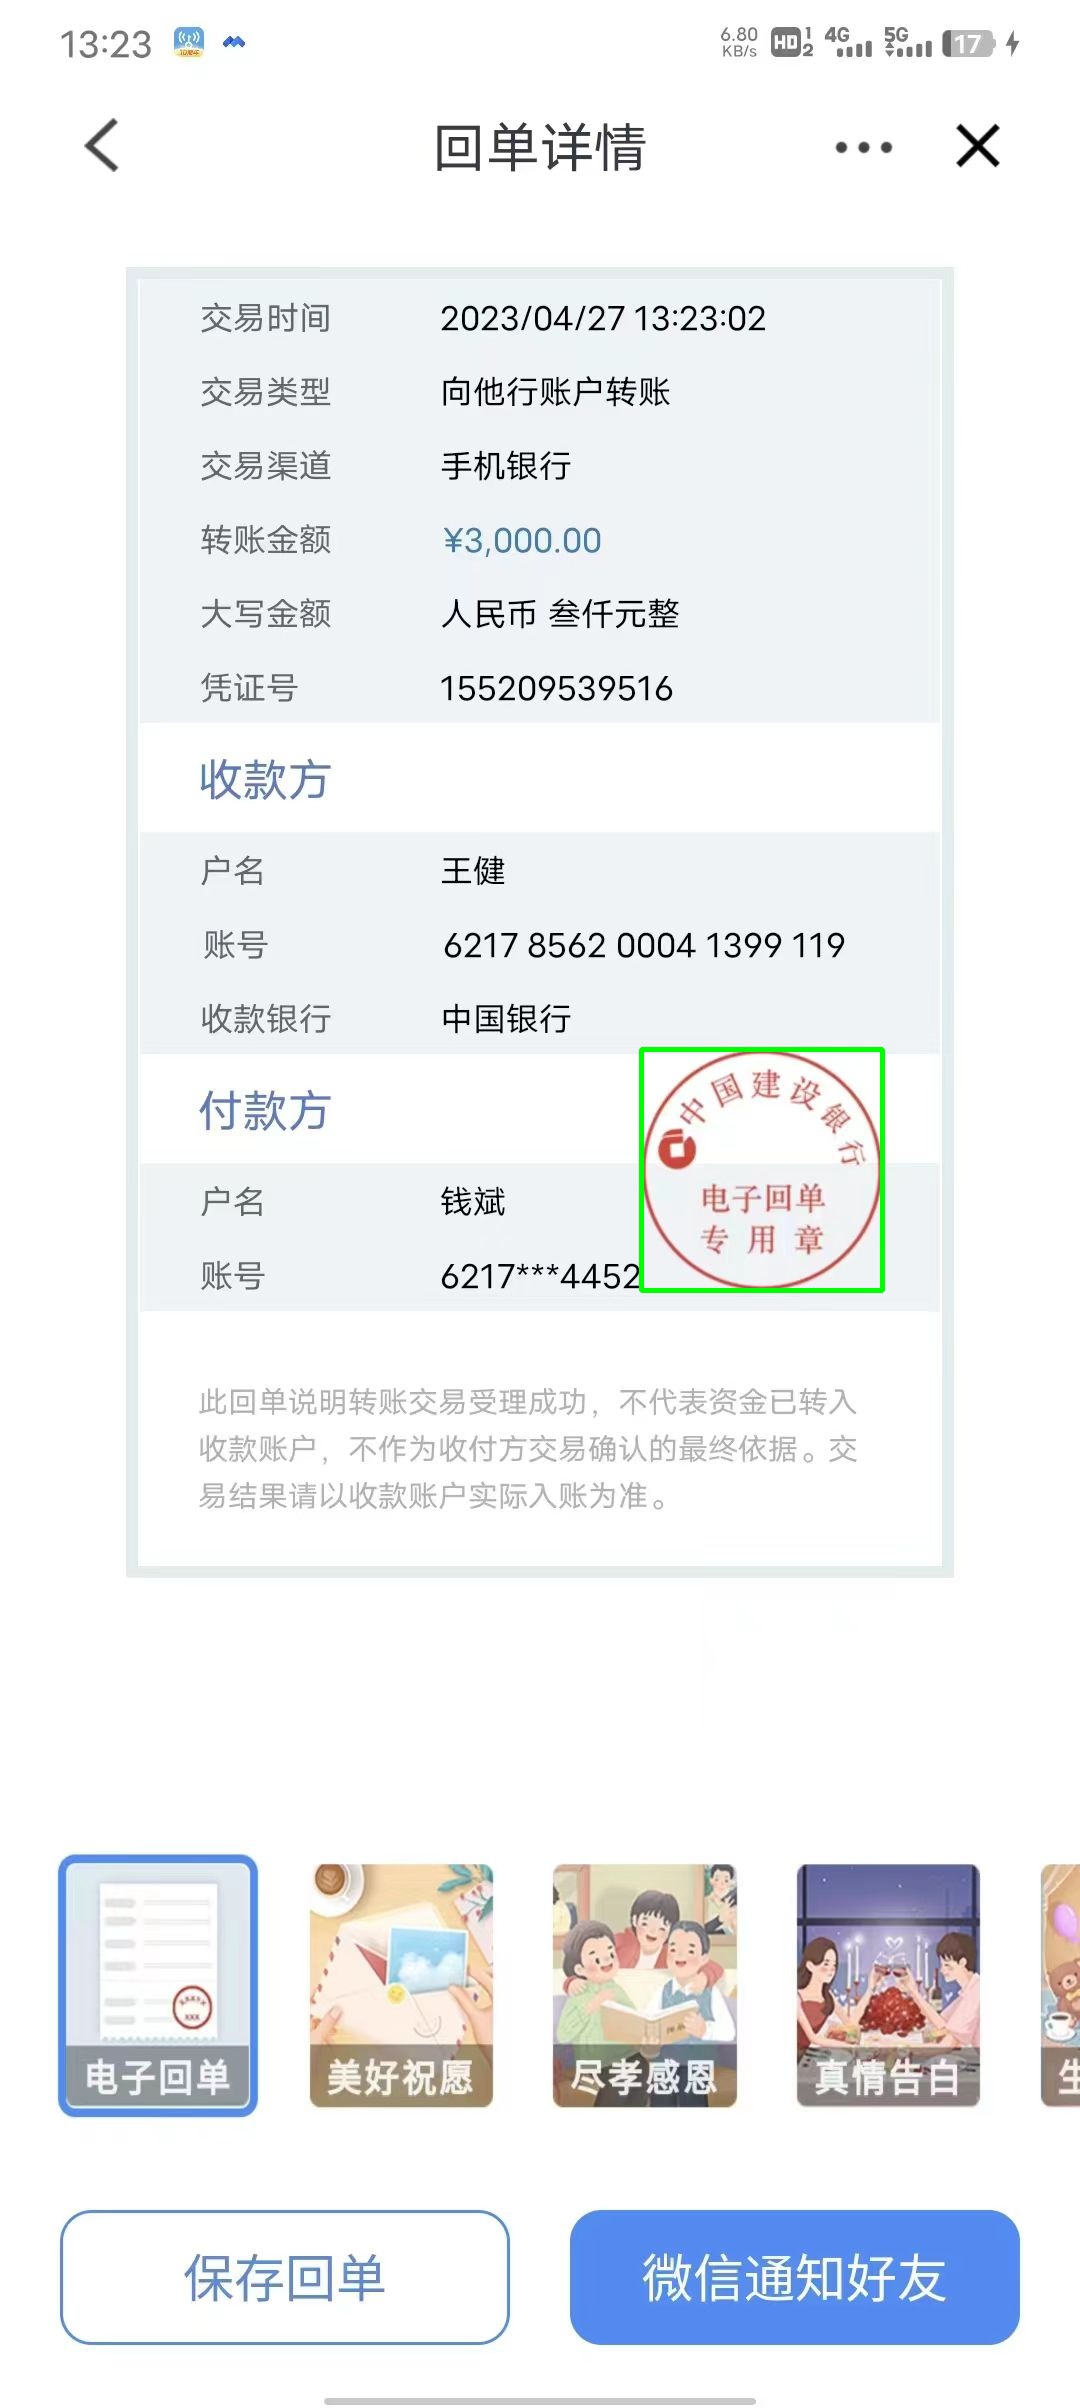 13:23 6.80 KB/s HD 1 2 4G 5G 17
回单详情
交易时间 2023/04/27 13:23:02
交易类型 向他行账户转账
交易渠道 手机银行
转账金额 ¥3,000.00
大写金额 人民币 叁仟元整
凭证号 155209539516
收款方
户名 王健
账号 6217 8562 0004 1399 119
收款银行 中国银行
付款方
中国建设银行
电子回单
专用章
户名 钱斌
账号 6217***4452
此回单说明转账交易受理成功，不代表资金已转入
收款账户，不作为收付方交易确认的最终依据。交
易结果请以收款账户实际入账为准。
电子回单 美好祝愿 尽孝感恩 真情告白 生
保存回单 微信通知好友